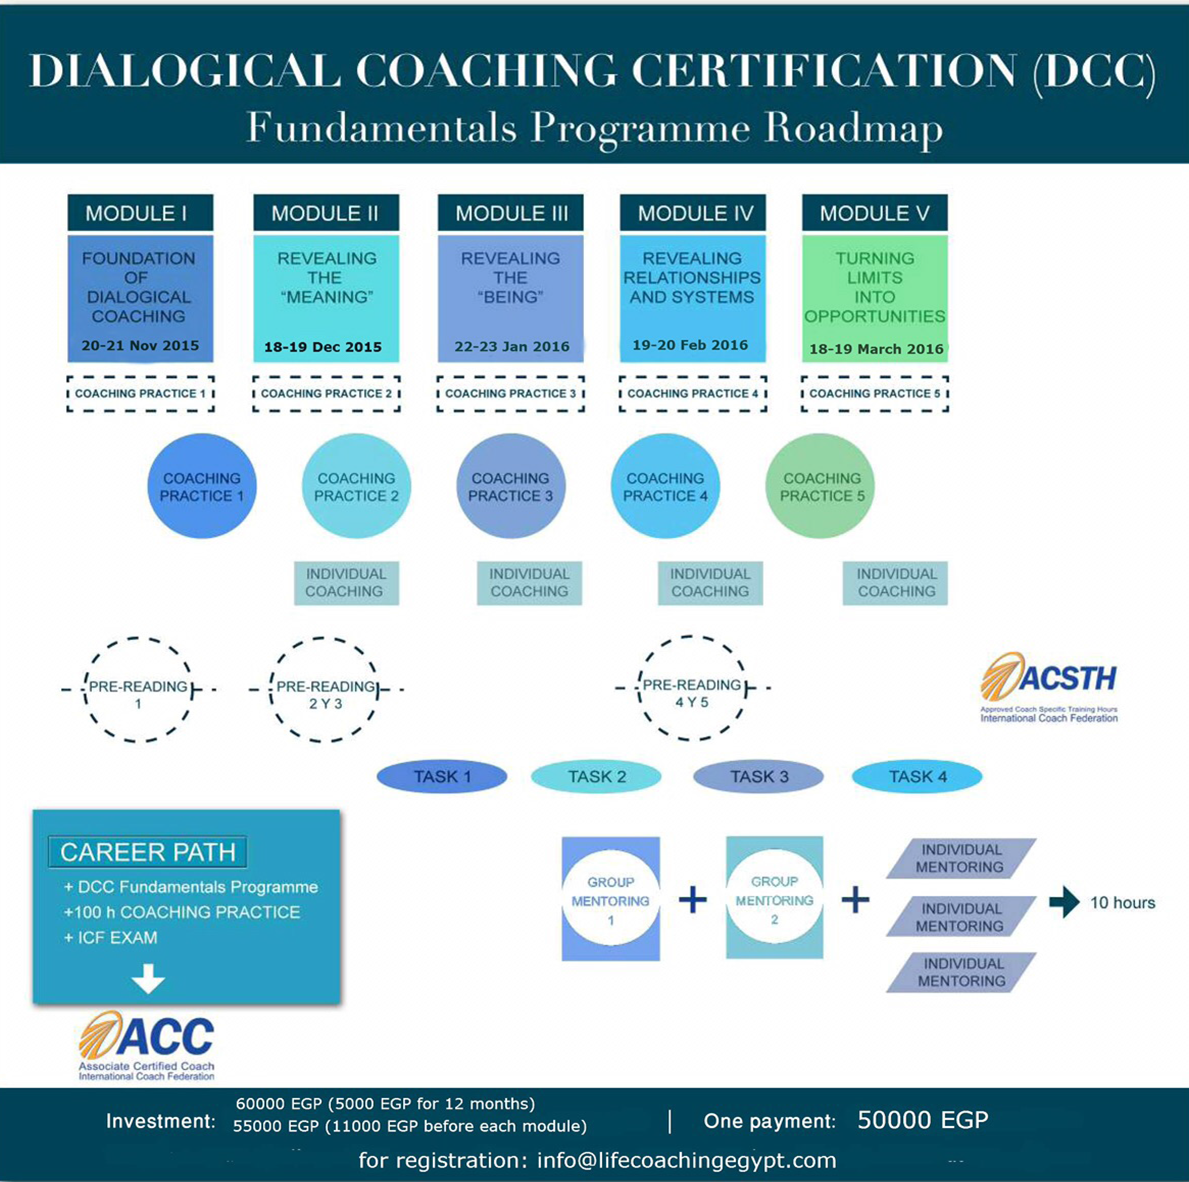 DIALOGICAL COACHING CERTIFICATION (DCC)
Fundamentals Programme Roadmap
MODULE I
FOUNDATION
OF
DIALOGICAL
COACHING
20-21 Nov 2015
MODULE II
REVEALING
THE
“MEANING”
18-19 Dec 2015
MODULE III
REVEALING
THE
“BEING”
22-23 Jan 2016
MODULE IV
REVEALING
RELATIONSHIPS
AND SYSTEMS
19-20 Feb 2016
MODULE V
TURNING
LIMITS
INTO
OPPORTUNITIES
18-19 March 2016
COACHING PRACTICE 1
COACHING PRACTICE 2
COACHING PRACTICE 3
COACHING PRACTICE 4
COACHING PRACTICE 5
COACHING
PRACTICE 1
COACHING
PRACTICE 2
COACHING
PRACTICE 3
COACHING
PRACTICE 4
COACHING
PRACTICE 5
INDIVIDUAL
COACHING
INDIVIDUAL
COACHING
INDIVIDUAL
COACHING
INDIVIDUAL
COACHING
PRE-READING
1
PRE-READING
2 Y 3
PRE-READING
4 Y 5
ACSTH
Approved Coach Specific Training Hours
International Coach Federation
TASK 1
TASK 2
TASK 3
TASK 4
CAREER PATH
+ DCC Fundamentals Programme
+100 h COACHING PRACTICE
+ ICF EXAM
GROUP
MENTORING
1
+
GROUP
MENTORING
2
+
INDIVIDUAL
MENTORING
INDIVIDUAL
MENTORING
INDIVIDUAL
MENTORING
10 hours
ACC
Associate Certified Coach
International Coach Federation
Investment:
60000 EGP (5000 EGP for 12 months)
55000 EGP (11000 EGP before each module)
| One payment: 50000 EGP
for registration: info@lifecoachingegypt.com